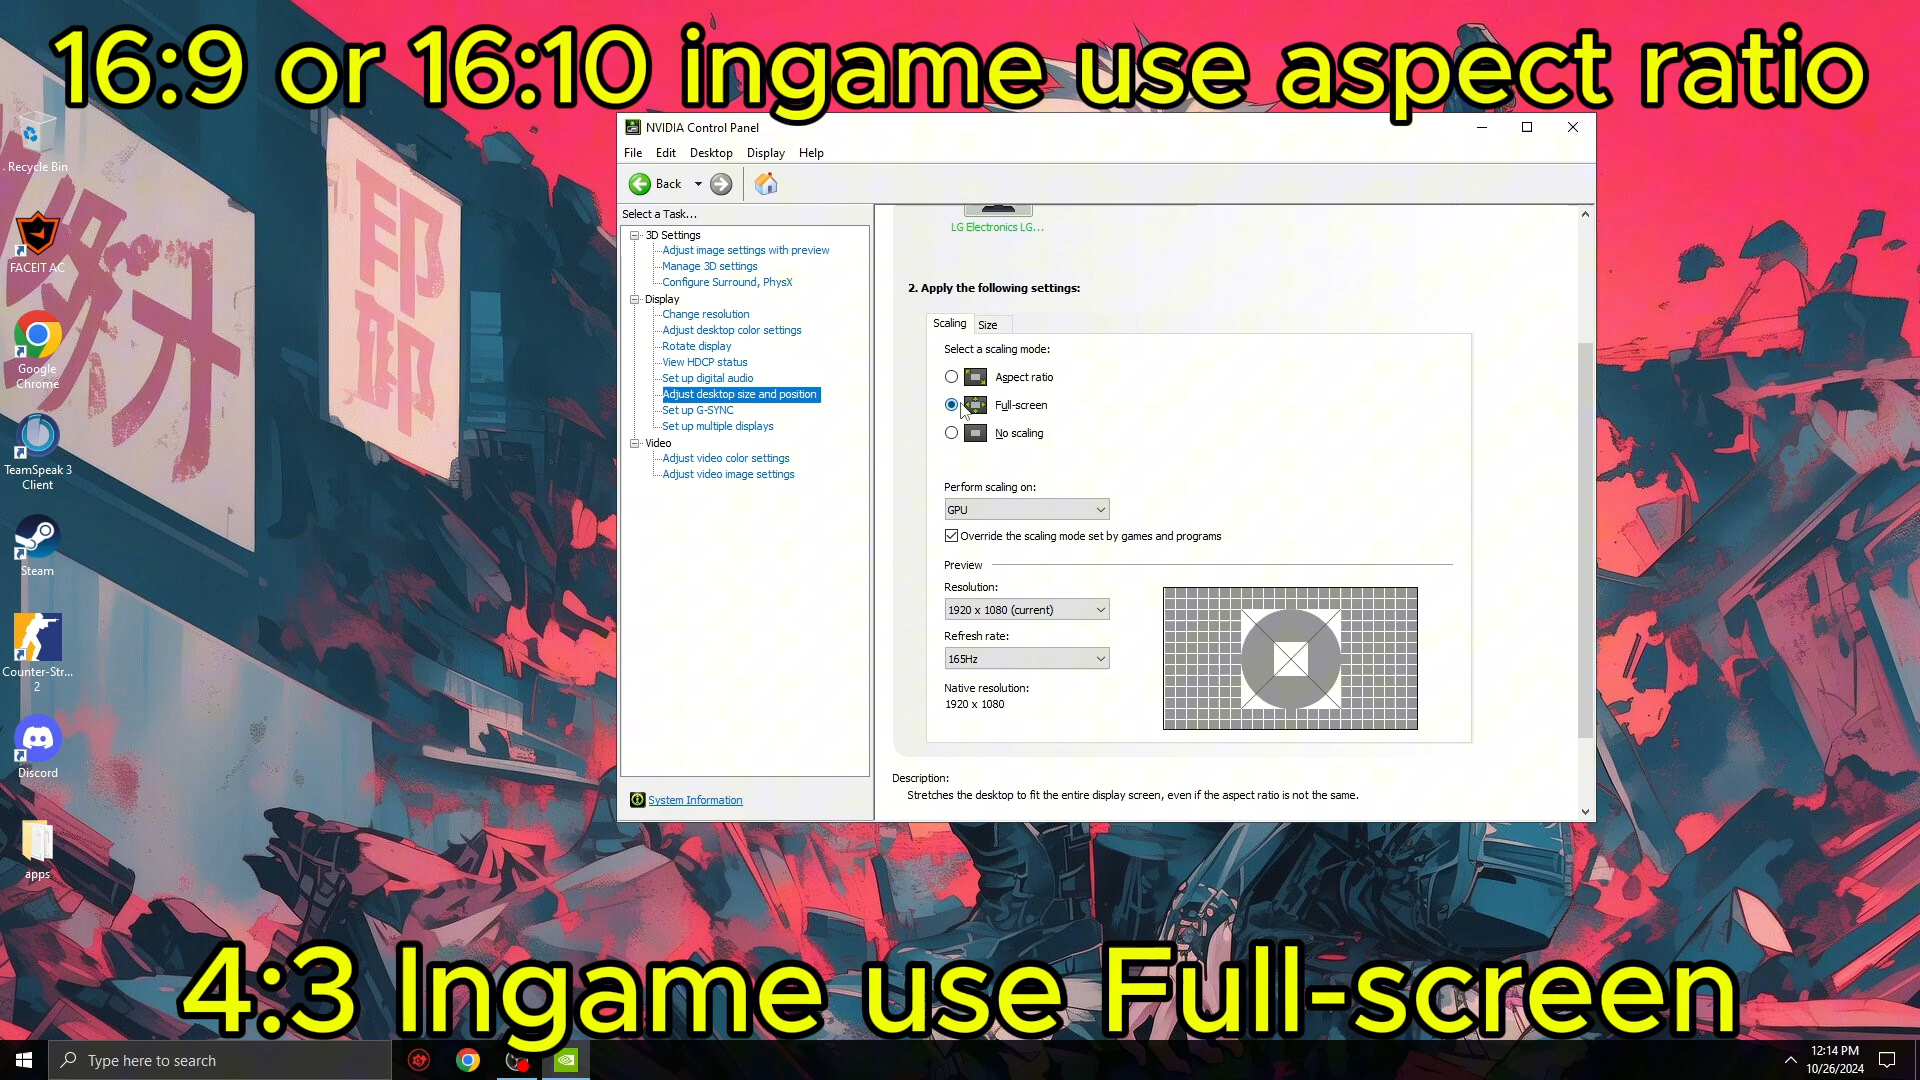 16:9 or 16:10 ingame use aspect ratio
Recycle Bin
FACEIT AC
Google
Chrome
TeamSpeak 3
Client
Steam
Counter-Str...
2
Discord
apps
NVIDIA Control Panel
File Edit Desktop Display Help
Back
Select a Task...
3D Settings
Adjust image settings with preview
Manage 3D settings
Configure Surround, PhysX
Display
Change resolution
Adjust desktop color settings
Rotate display
View HDCP status
Set up digital audio
Adjust desktop size and position
Set up G-SYNC
Set up multiple displays
Video
Adjust video color settings
Adjust video image settings
System Information
LG Electronics LG...
2. Apply the following settings:
Scaling Size
Select a scaling mode:
Aspect ratio
Full-screen
No scaling
Perform scaling on:
GPU
Override the scaling mode set by games and programs
Preview
Resolution:
1920 x 1080 (current)
Refresh rate:
165Hz
Native resolution:
1920 x 1080
Description:
Stretches the desktop to fit the entire display screen, even if the aspect ratio is not the same.
4:3 Ingame use Full-screen
Type here to search
12:14 PM
10/26/2024